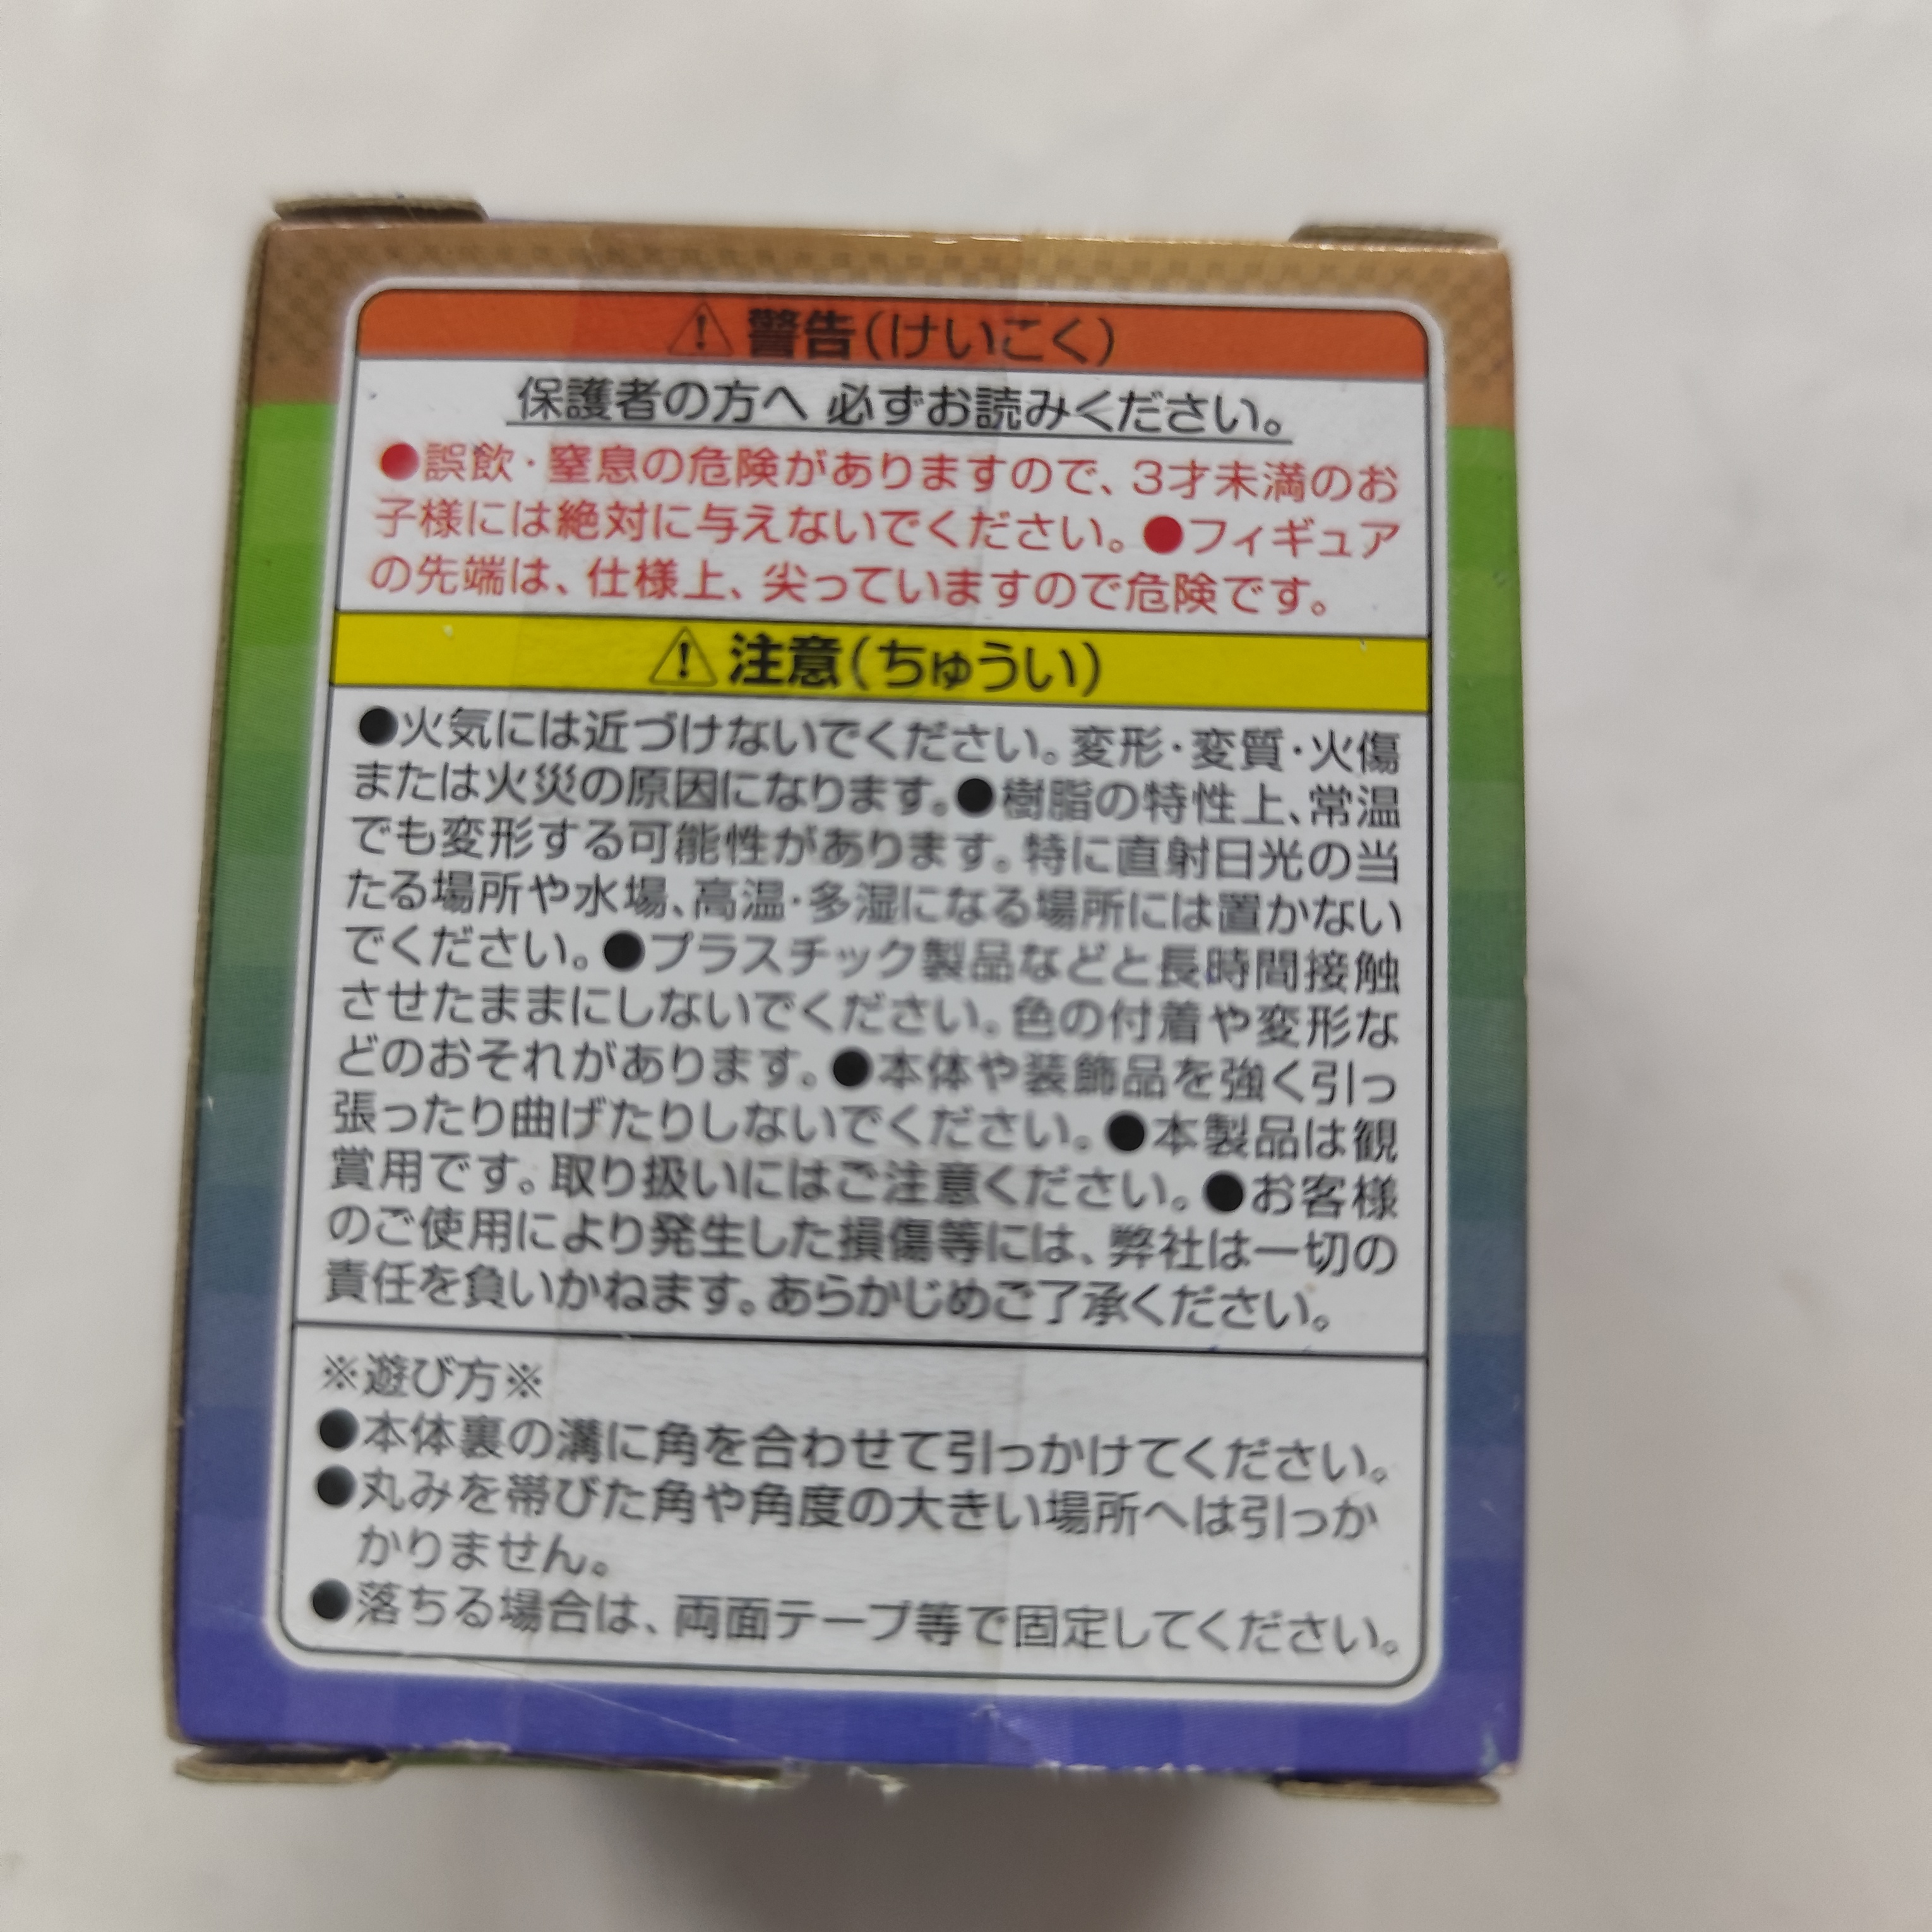 ⚠警告(けいこく)
保護者の方へ 必ずお読みください。
●誤飲・窒息の危険がありますので、3才未満のお
子様には絶対に与えないでください。●フィギュア
の先端は、仕様上、尖っていますので危険です。
⚠注意(ちゅうい)
●火気には近づけないでください。変形・変質・火傷
または火災の原因になります。●樹脂の特性上、常温
でも変形する可能性があります。特に直射日光の当
たる場所や水場、高温・多湿になる場所には置かない
でください。●プラスチック製品などと長時間接触
させたままにしないでください。色の付着や変形な
どのおそれがあります。●本体や装飾品を強く引っ
張ったり曲げたりしないでください。●本製品は観
賞用です。取り扱いにはご注意ください。●お客様
のご使用により発生した損傷等には、弊社は一切の
責任を負いかねます。あらかじめご了承ください。
※遊び方※
●本体裏の溝に角を合わせて引っかけてください。
●丸みを帯びた角や角度の大きい場所へは引っか
かりません。
●落ちる場合は、両面テープ等で固定してください。